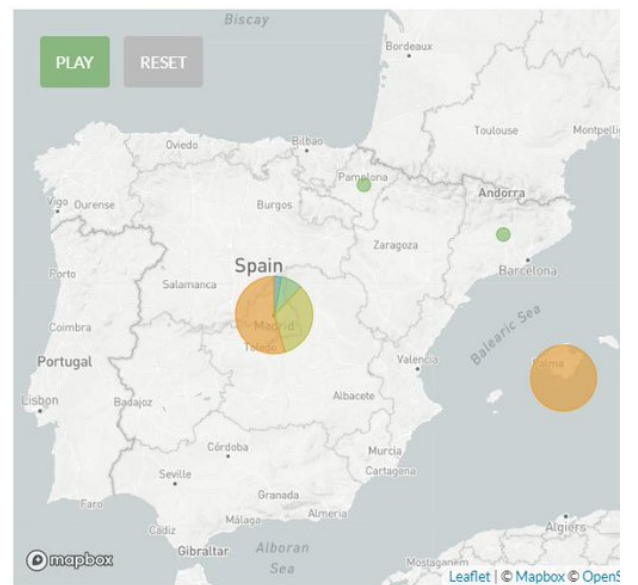 Biscay
PLAY
RESET
Bordeaux
Oviedo
Bilbao
Toulouse
Montpelli
Pamplona
Andorra
Vigo
Ourense
Burgos
Zaragoza
Spain
Porto
Salamanca
Barcelona
Madrid
Balearic Sea
Coimbra
Toledo
Portugal
Valencia
Palma
Lisbon
Badajoz
Albacete
Córdoba
Murcia
Seville
Cartagena
Granada
Faro
Almeria
Cádiz
Málaga
Algiers
Gibraltar
Alboran
Sea
mapbox
Mostaganem
Leaflet | © Mapbox © OpenS